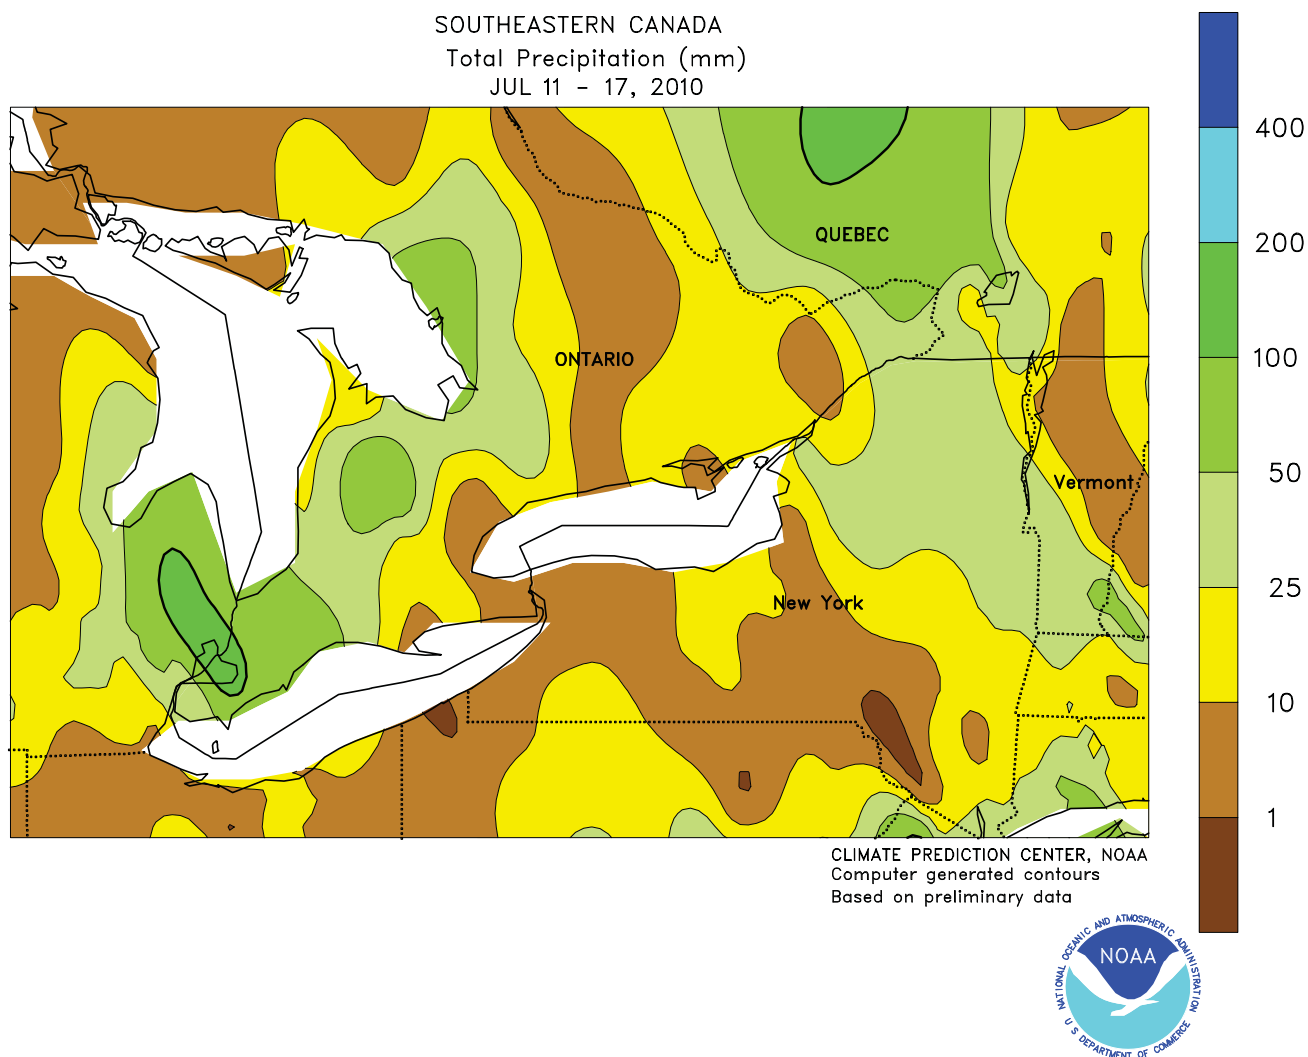 SOUTHEASTERN CANADA
Total Precipitation (mm)
JUL 11 - 17, 2010
400
200
QUEBEC
100
ONTARIO
50
Vermont
25
New York
10
1
CLIMATE PREDICTION CENTER, NOAA
Computer generated contours
Based on preliminary data
NATIONAL OCEANIC AND ATMOSPHERIC ADMINISTRATION
NOAA
U S DEPARTMENT OF COMMERCE